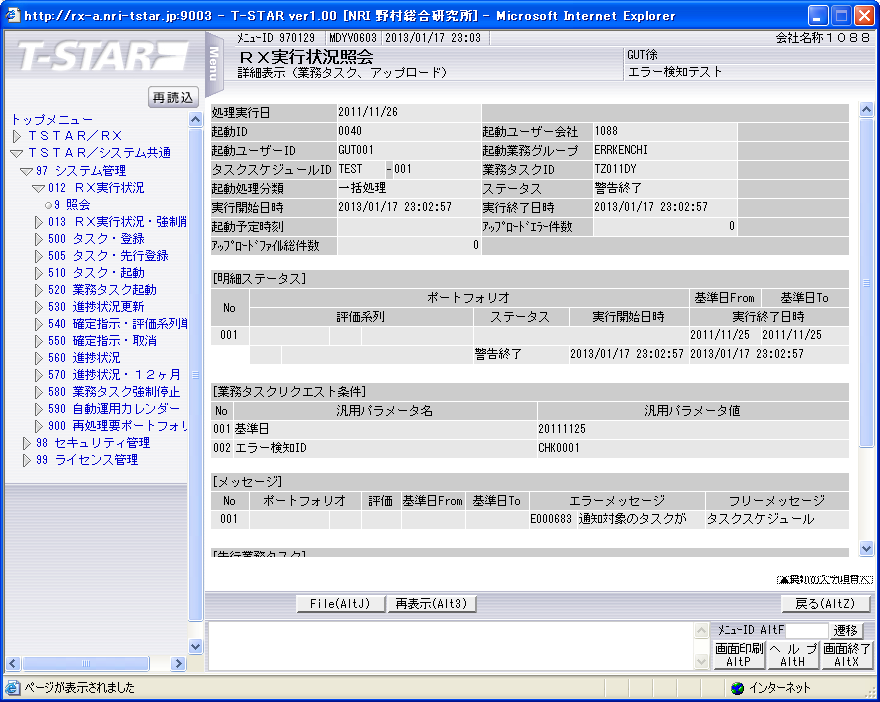 http://rx-a.nri-tstar.jp:9003 - T-STAR ver1.00 [NRI 野村総合研究所] - Microsoft Internet Explorer
T-STAR
Menu
ﾒﾆｭｰID 970129 MDYV0603 2013/01/17 23:03 会社名称１０８８
ＲＸ実行状況照会
詳細表示（業務タスク、アップロード）
GUT徐
エラー検知テスト
再読込
トップメニュー
ＴＳＴＡＲ／ＲＸ
ＴＳＴＡＲ／システム共通
97 システム管理
012 ＲＸ実行状況
9 照会
013 ＲＸ実行状況・強制
500 タスク・登録
505 タスク・先行登録
510 タスク・起動
520 業務タスク起動
530 進捗状況更新
540 確定指示・評価系列
550 確定指示・取消
560 進捗状況
570 進捗状況・１２ヶ月
580 業務タスク強制停止
590 自動運用カレンダー
900 再処理要ポートフォリ
98 セキュリティ管理
99 ライセンス管理
処理実行日 2011/11/26
起動ID 0040 起動ユーザー会社 1088
起動ユーザーID GUT001 起動業務グループ ERRKENCHI
タスクスケジュールID TEST -001 業務タスクID TZ011DY
起動処理分類 一括処理 ステータス 警告終了
実行開始日時 2013/01/17 23:02:57 実行終了日時 2013/01/17 23:02:57
起動予定時刻 ｱｯﾌﾟﾛｰﾄﾞｴﾗｰ件数 0
ｱｯﾌﾟﾛｰﾄﾞﾌｧｲﾙ総件数 0
[明細ステータス]
No ポートフォリオ 基準日From 基準日To
評価系列 ステータス 実行開始日時 実行終了日時
001 2011/11/25 2011/11/25
警告終了 2013/01/17 23:02:57 2013/01/17 23:02:57
[業務タスクリクエスト条件]
No 汎用パラメータ名 汎用パラメータ値
001 基準日 20111125
002 エラー検知ID CHK0001
[メッセージ]
No ポートフォリオ 評価 基準日From 基準日To エラーメッセージ フリーメッセージ
001 E000683 通知対象のタスクが タスクスケジュール
[先行業務タスク]
File(AltJ) 再表示(Alt3) 戻る(AltZ)
ﾒﾆｭｰID AltF 遷移
画面印刷 AltP ヘ ル プ AltH 画面終了 AltX
ページが表示されました インターネット